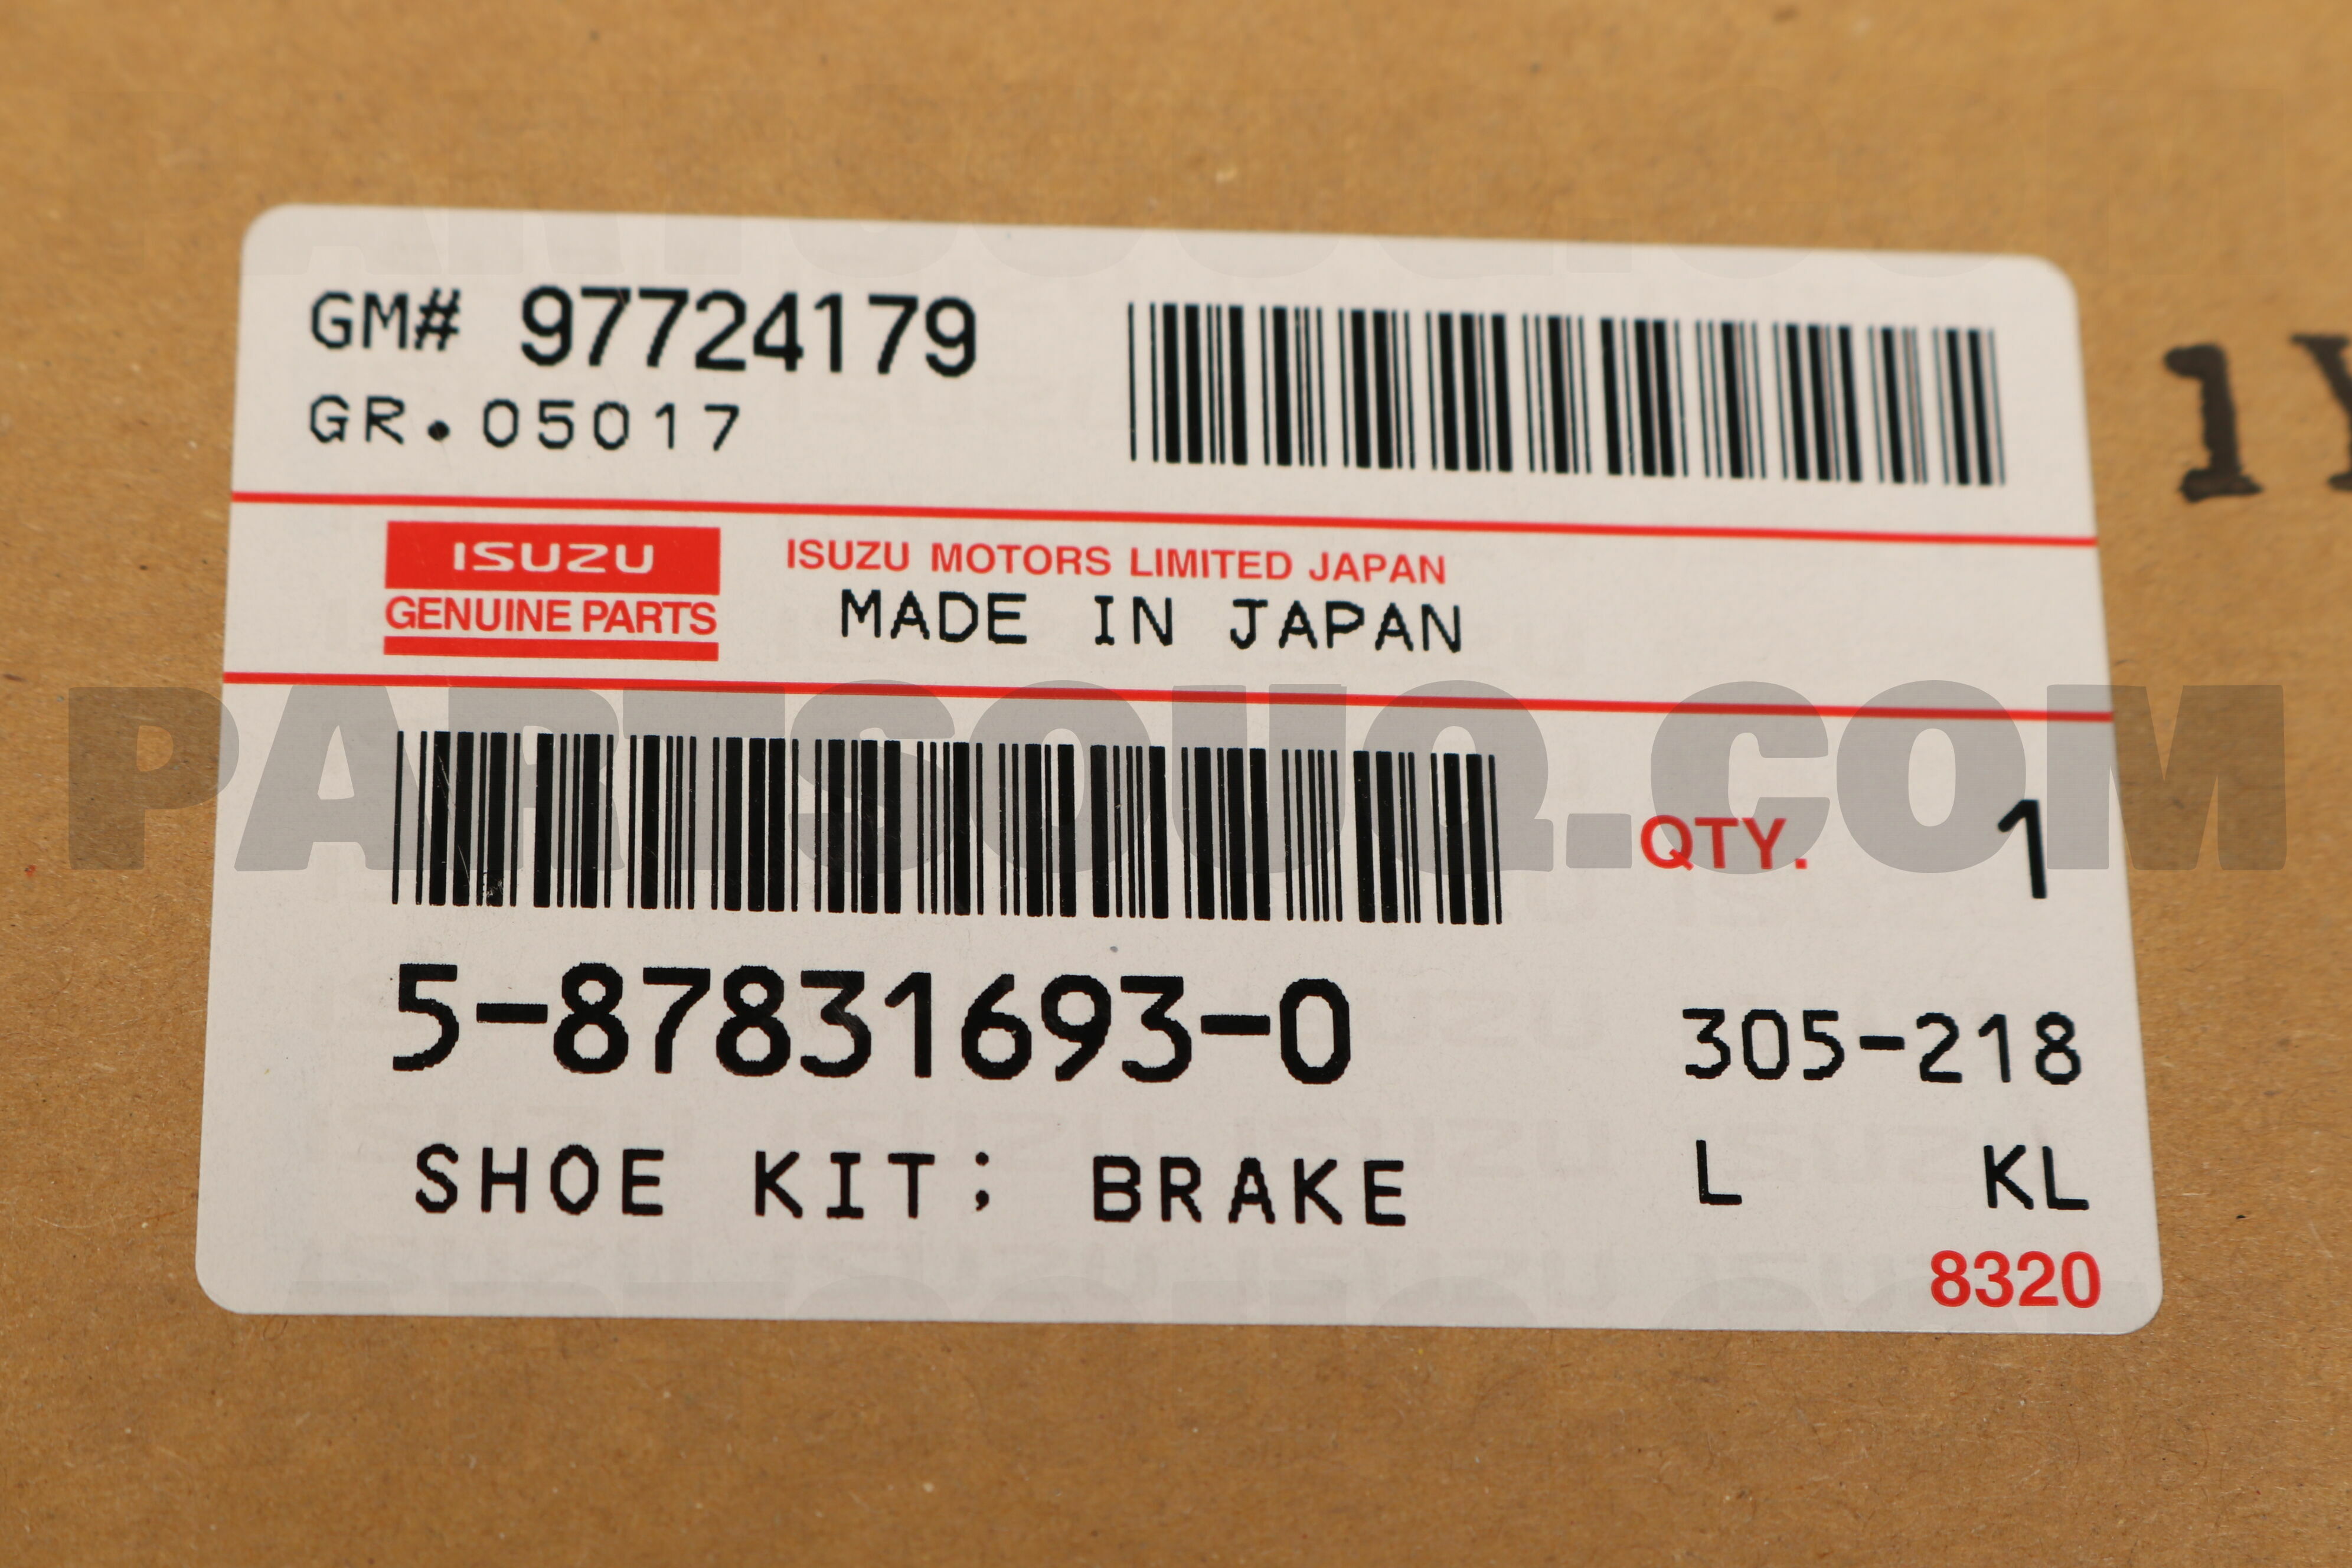 GM# 97724179
GR.05017
1Y
ISUZU
GENUINE PARTS
ISUZU MOTORS LIMITED JAPAN
MADE IN JAPAN
PARTSOUQ.COM
QTY. 1
5-87831693-0
305-218
SHOE KIT; BRAKE
L KL
8320